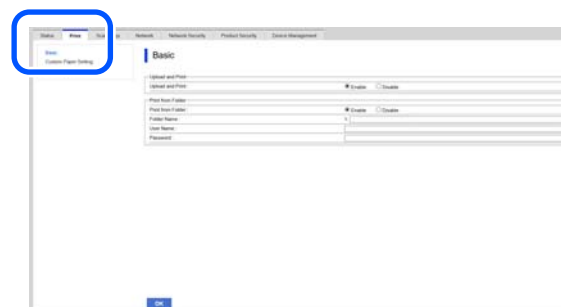 Status Print Network Network Security Product Security Device Management
Basic
Custom Paper Setting
Basic
Upload and Print
Upload and Print : Enable Disable
Print from Folder
Print from Folder : Enable Disable
Folder Name : \
User Name :
Password :
OK